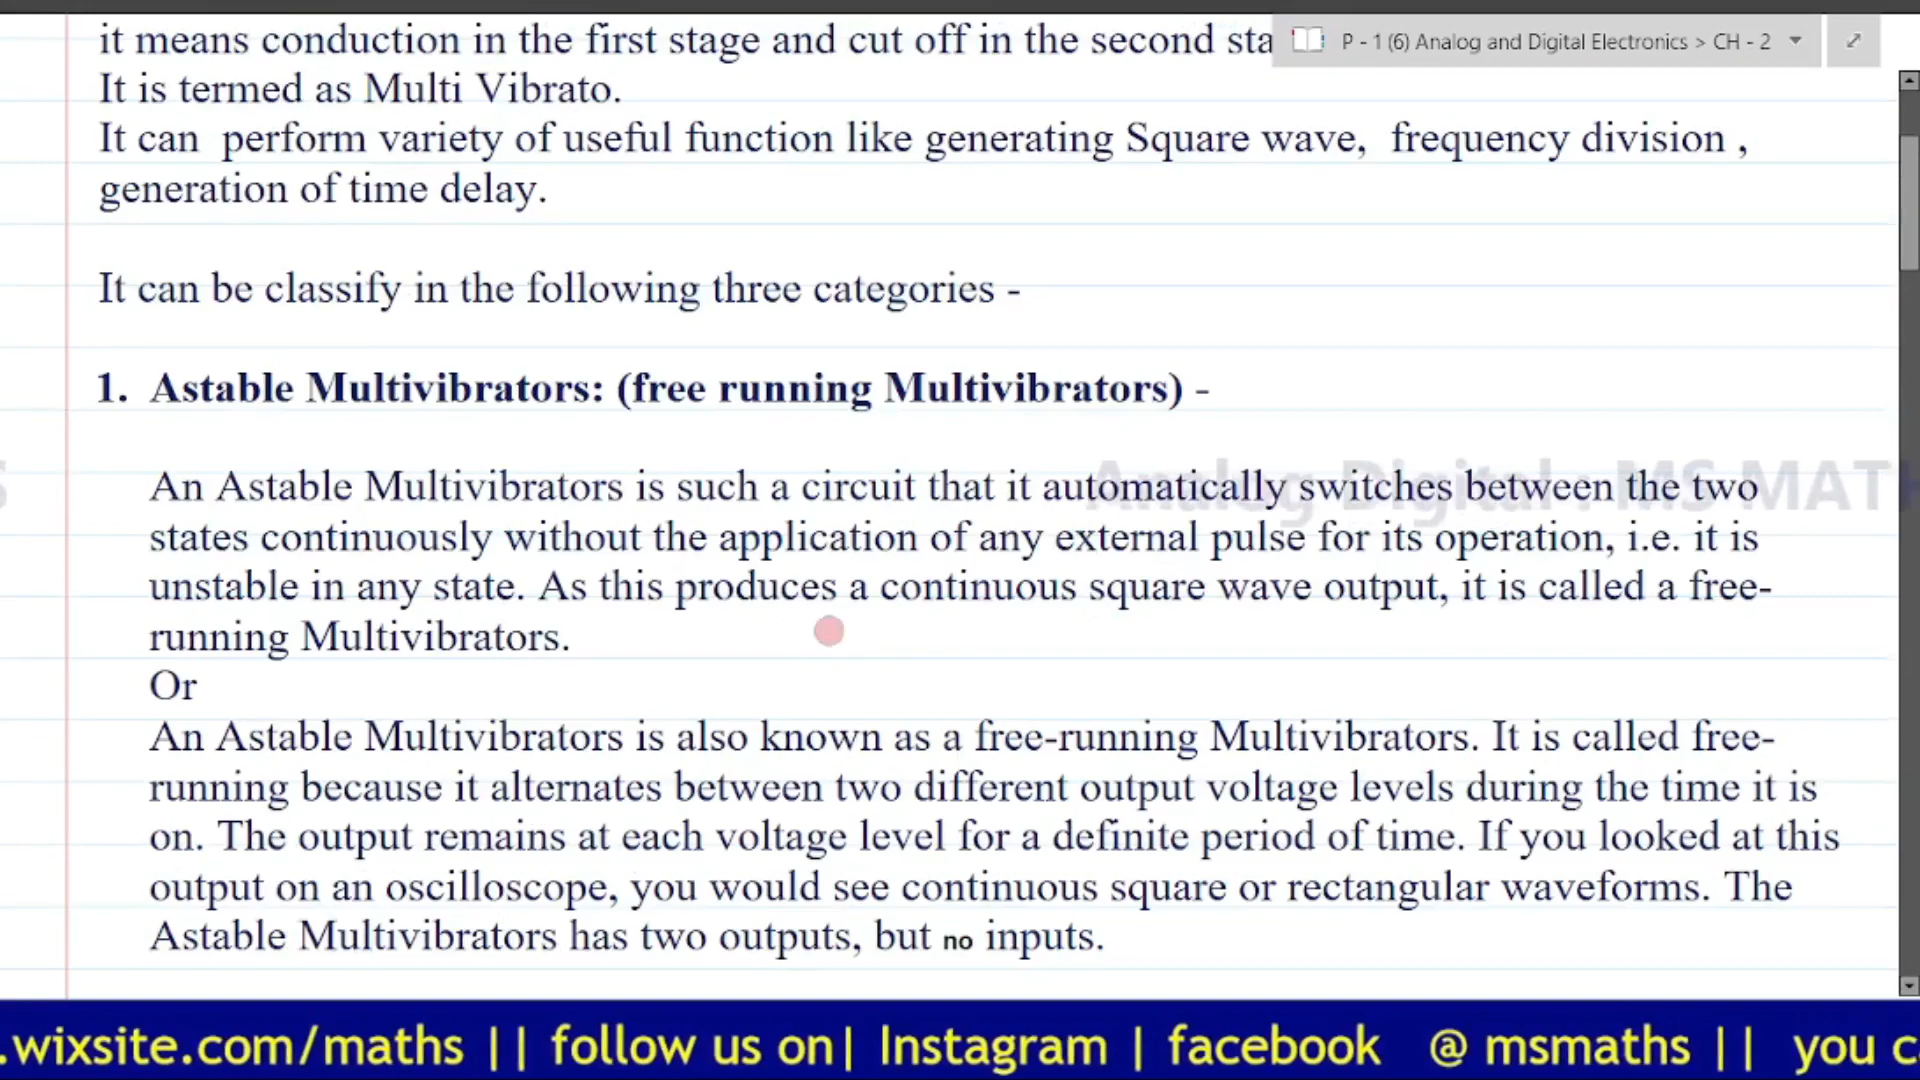 it means conduction in the first stage and cut off in the second sta
P - 1 (6) Analog and Digital Electronics > CH - 2
It is termed as Multi Vibrato.
It can perform variety of useful function like generating Square wave, frequency division ,
generation of time delay.
It can be classify in the following three categories -
1. Astable Multivibrators: (free running Multivibrators) -
An Astable Multivibrators is such a circuit that it automatically switches between the two
Analog Digital : MS MATH
states continuously without the application of any external pulse for its operation, i.e. it is
unstable in any state. As this produces a continuous square wave output, it is called a free-
running Multivibrators.
Or
An Astable Multivibrators is also known as a free-running Multivibrators. It is called free-
running because it alternates between two different output voltage levels during the time it is
on. The output remains at each voltage level for a definite period of time. If you looked at this
output on an oscilloscope, you would see continuous square or rectangular waveforms. The
Astable Multivibrators has two outputs, but no inputs.
.wixsite.com/maths || follow us on| Instagram | facebook @ msmaths || you c